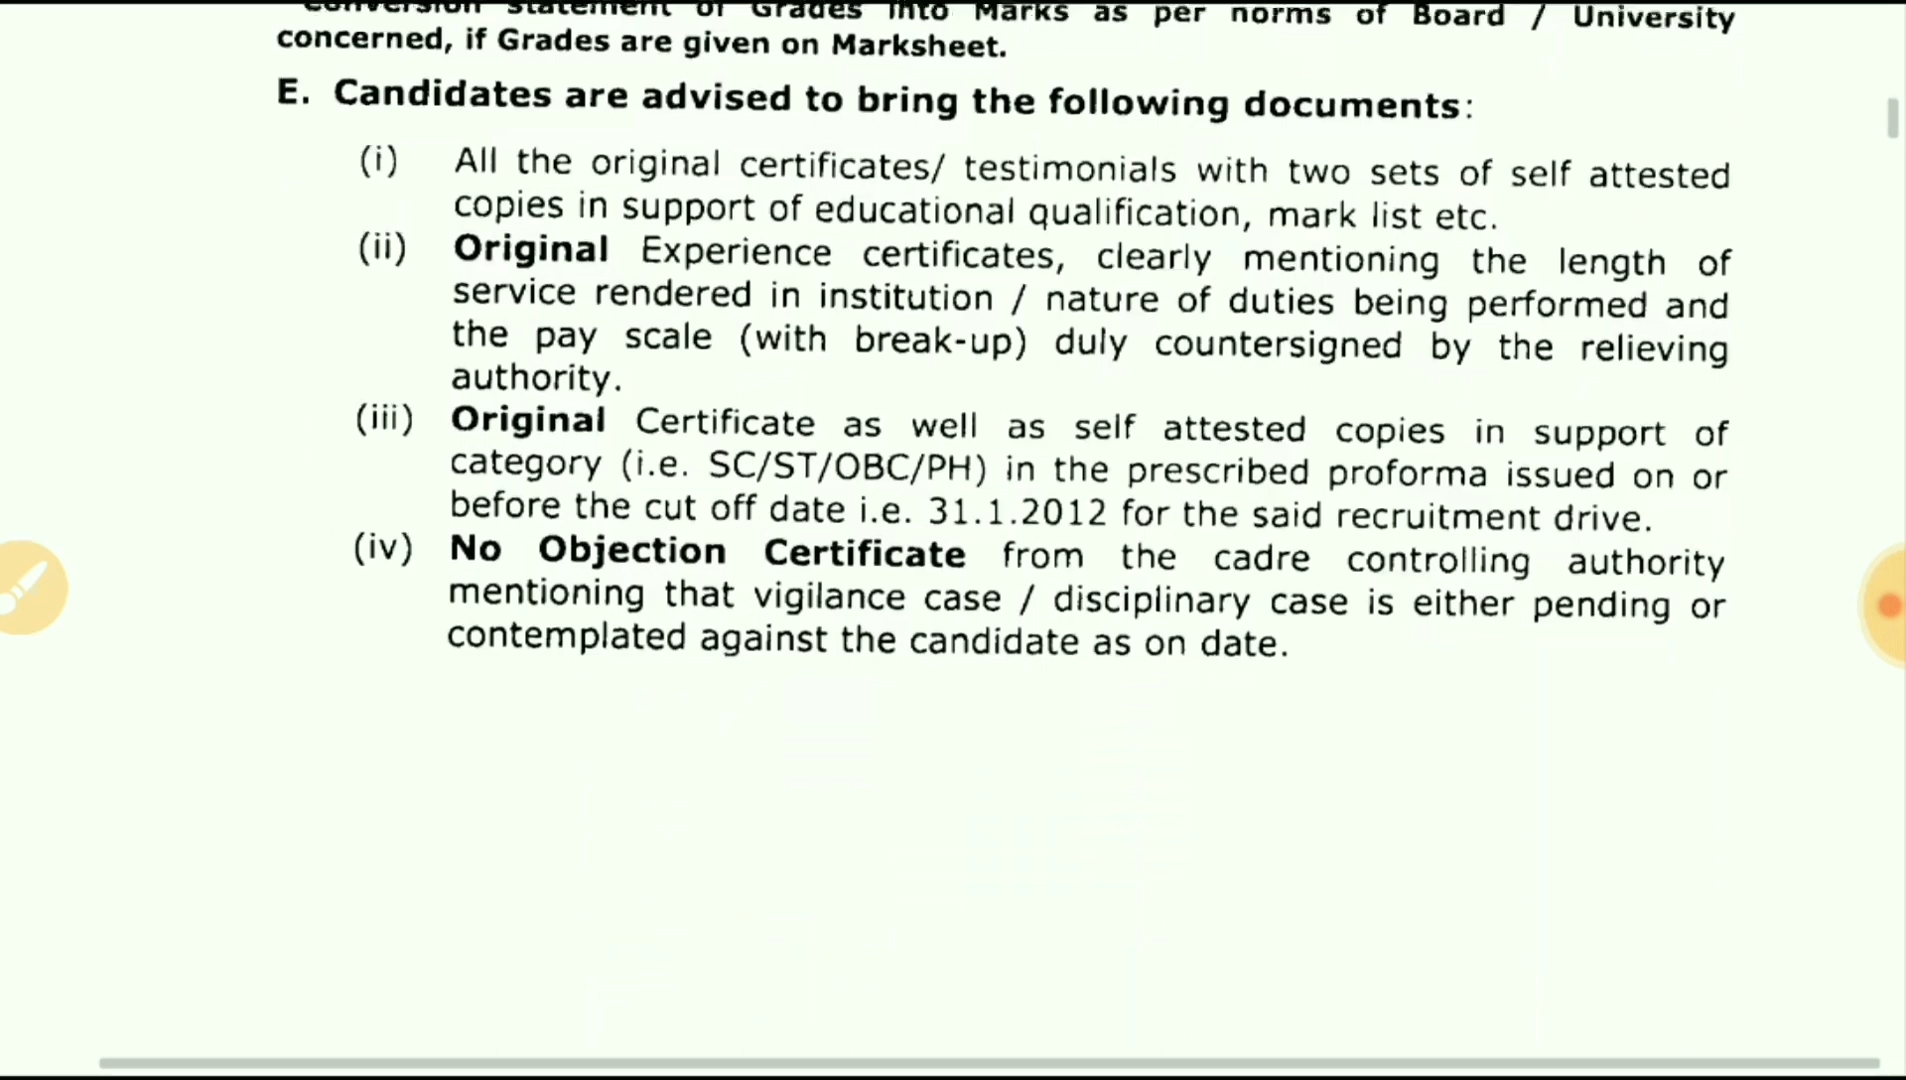 Conversion statement of Grades into Marks as per norms of Board / University
concerned, if Grades are given on Marksheet.
E. Candidates are advised to bring the following documents:
(i) All the original certificates/ testimonials with two sets of self attested
copies in support of educational qualification, mark list etc.
(ii) Original Experience certificates, clearly mentioning the length of
service rendered in institution / nature of duties being performed and
the pay scale (with break-up) duly countersigned by the relieving
authority.
(iii) Original Certificate as well as self attested copies in support of
category (i.e. SC/ST/OBC/PH) in the prescribed proforma issued on or
before the cut off date i.e. 31.1.2012 for the said recruitment drive.
(iv) No Objection Certificate from the cadre controlling authority
mentioning that vigilance case / disciplinary case is either pending or
contemplated against the candidate as on date.